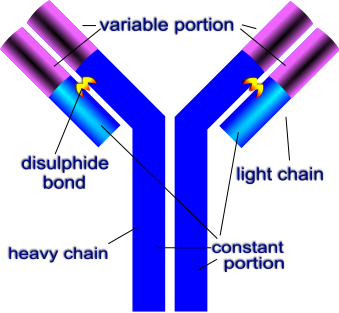 variable portion
disulphide
bond
light chain
heavy chain
constant
portion